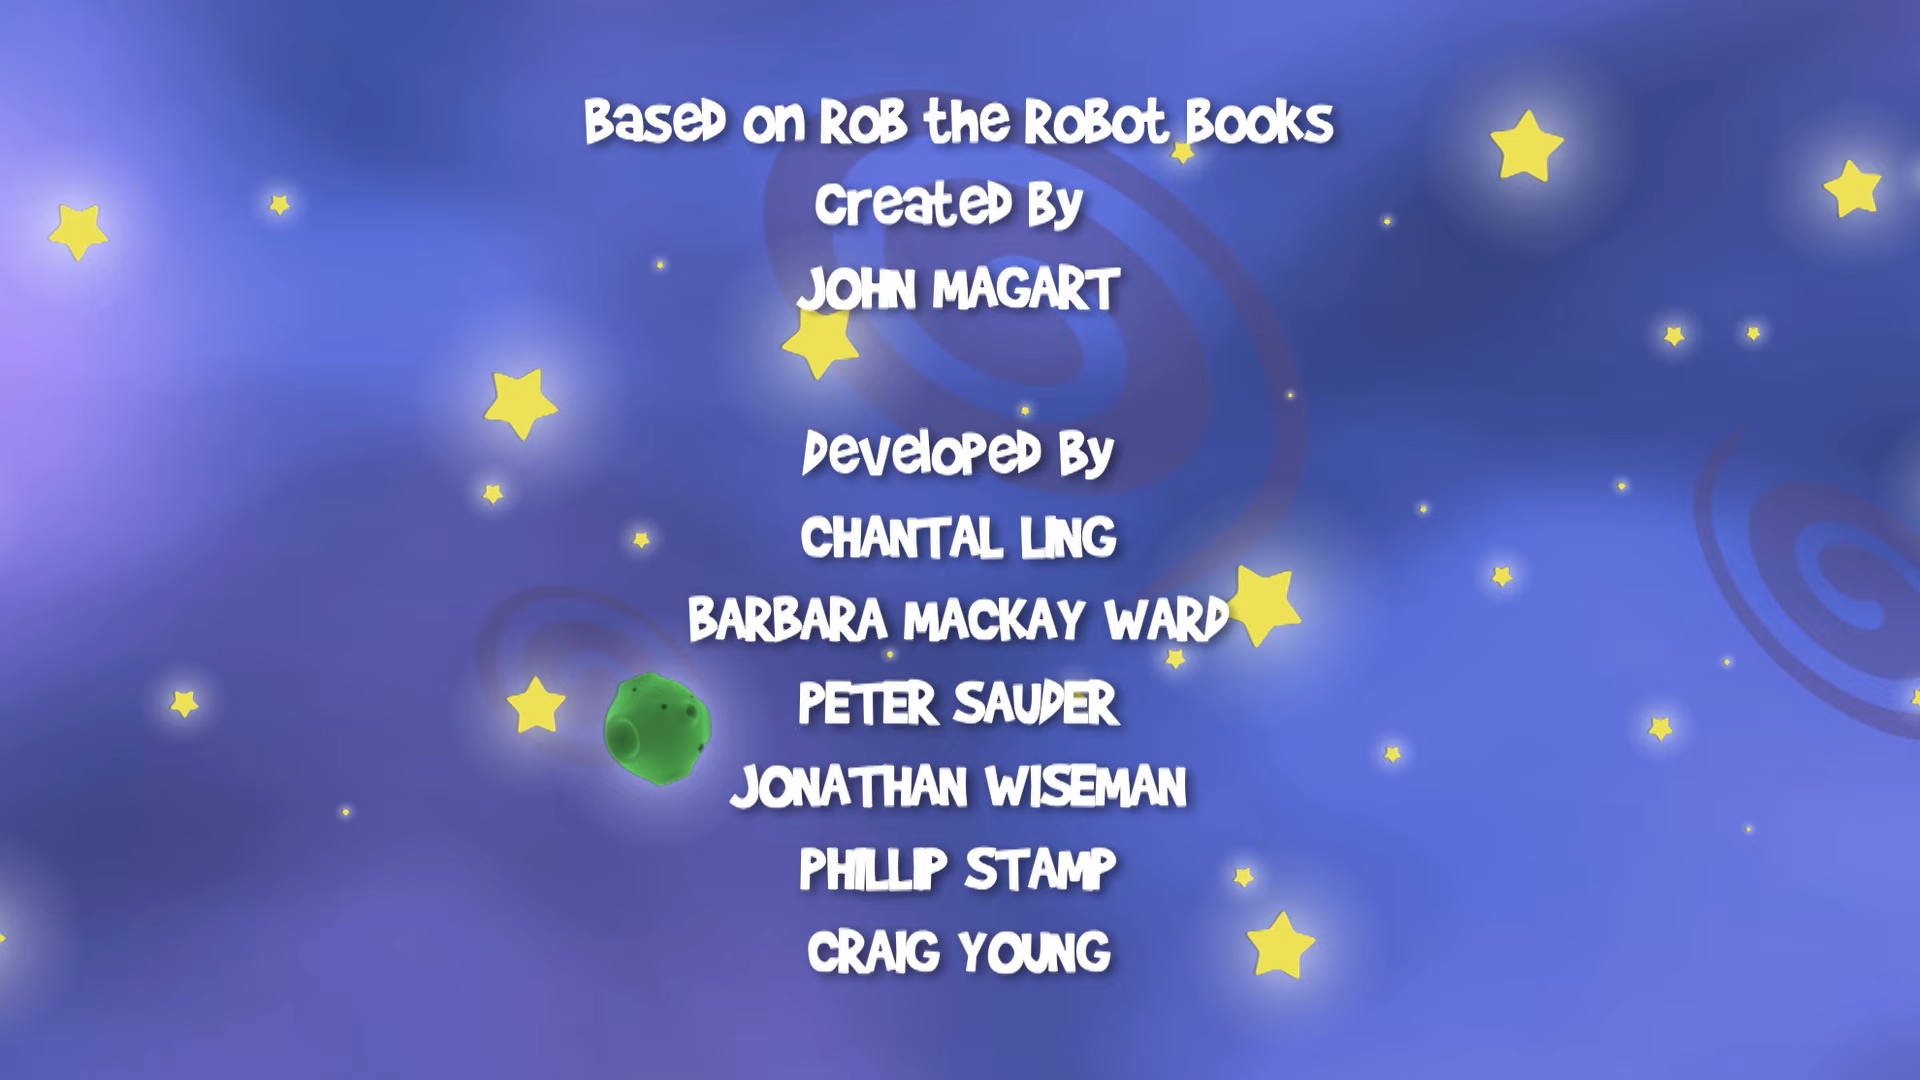 Based on Rob the Robot Books
Created By
JOHN MAGART
Developed By
CHANTAL LING
BARBARA MACKAY WARD
PETER SAUDER
JONATHAN WISEMAN
PHILLIP STAMP
CRAIG YOUNG